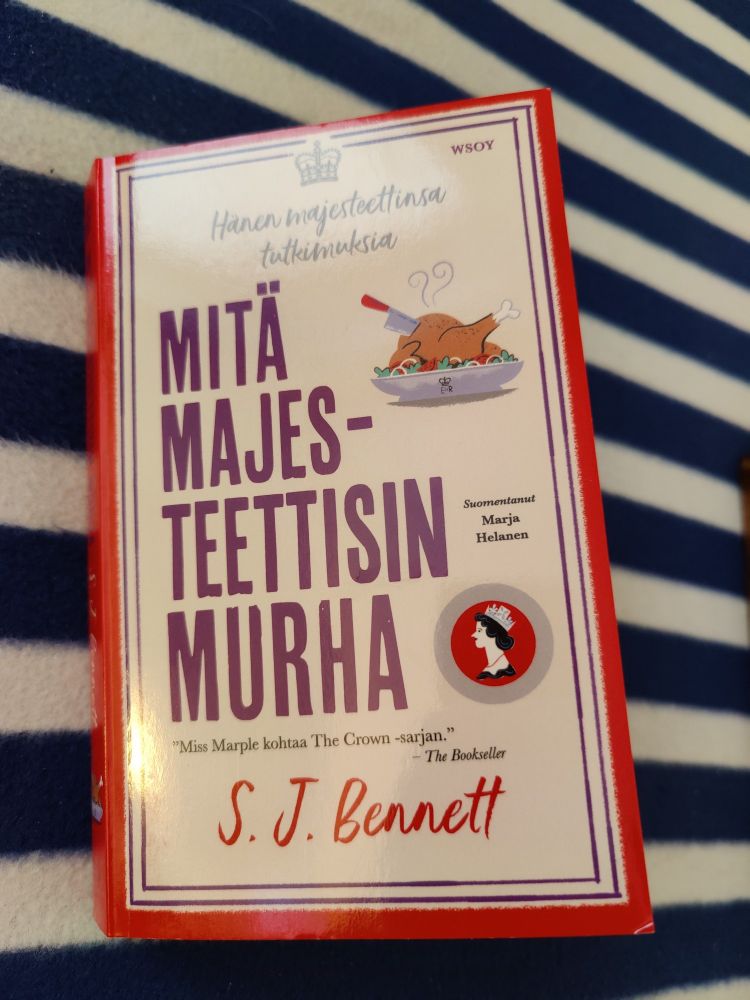 WSOY
Hänen majesteettinsa
tutkimuksia
MITÄ
MAJES-
TEETTISIN
MURHA
EIIR
Suomentanut
Marja
Helanen
"Miss Marple kohtaa The Crown -sarjan."
– The Bookseller
S. J. Bennett